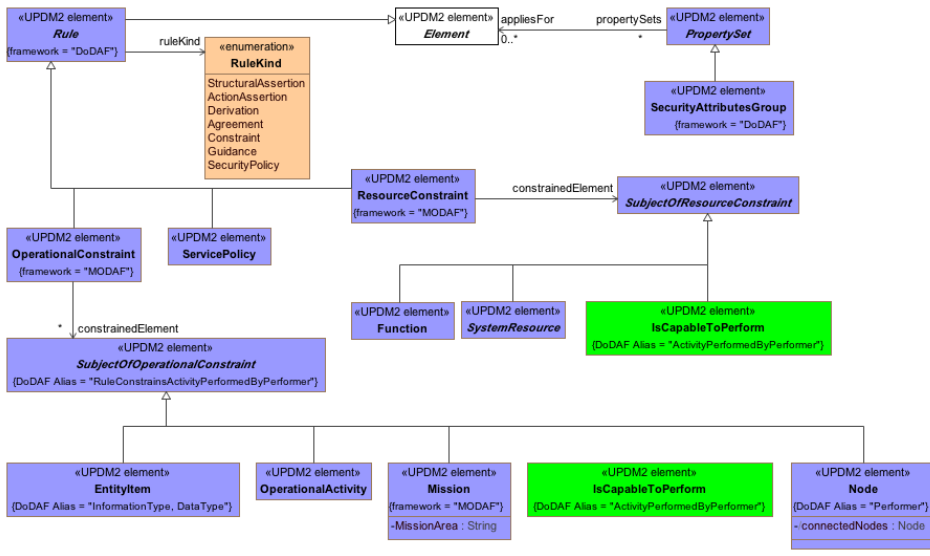 «UPDM2 element»
Rule
{framework = "DoDAF"}
ruleKind
«enumeration»
RuleKind
StructuralAssertion
ActionAssertion
Derivation
Agreement
Constraint
Guidance
SecurityPolicy
«UPDM2 element»
Element
appliesFor
0..*
propertySets
*
«UPDM2 element»
PropertySet
«UPDM2 element»
SecurityAttributesGroup
{framework = "DoDAF"}
«UPDM2 element»
ResourceConstraint
{framework = "MODAF"}
constrainedElement
«UPDM2 element»
SubjectOfResourceConstraint
«UPDM2 element»
OperationalConstraint
{framework = "MODAF"}
«UPDM2 element»
ServicePolicy
«UPDM2 element»
Function
«UPDM2 element»
SystemResource
«UPDM2 element»
IsCapableToPerform
{DoDAF Alias = "ActivityPerformedByPerformer"}
* constrainedElement
«UPDM2 element»
SubjectOfOperationalConstraint
{DoDAF Alias = "RuleConstrainsActivityPerformedByPerformer"}
«UPDM2 element»
EntityItem
{DoDAF Alias = "InformationType, DataType"}
«UPDM2 element»
OperationalActivity
«UPDM2 element»
Mission
{framework = "MODAF"}
-MissionArea : String
«UPDM2 element»
IsCapableToPerform
{DoDAF Alias = "ActivityPerformedByPerformer"}
«UPDM2 element»
Node
{DoDAF Alias = "Performer"}
-/connectedNodes : Node